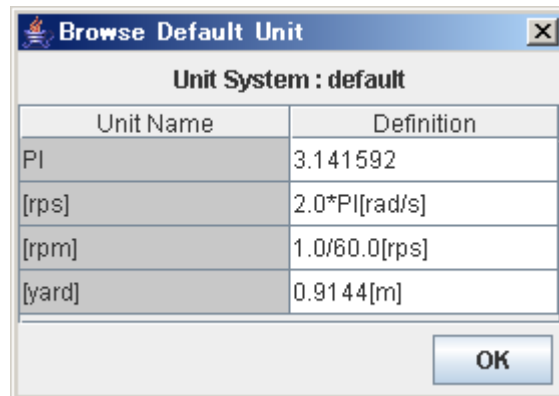 Browse Default Unit
Unit System : default
Unit Name Definition
PI 3.141592
[rps] 2.0*PI[rad/s]
[rpm] 1.0/60.0[rps]
[yard] 0.9144[m]
OK